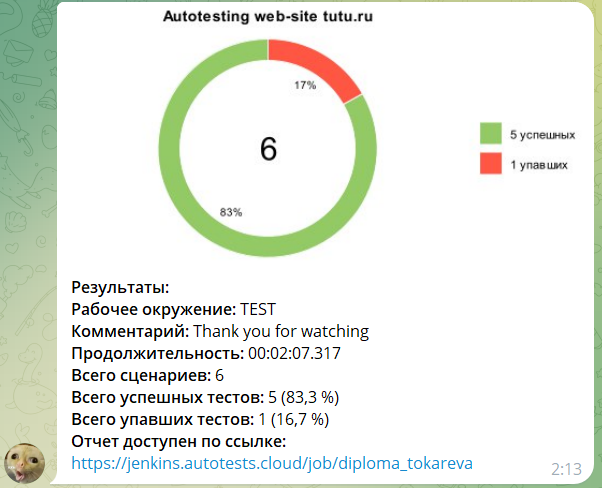 Autotesting web-site tutu.ru
17%
6
83%
5 успешных
1 упавших
Результаты:
Рабочее окружение: TEST
Комментарий: Thank you for watching
Продолжительность: 00:02:07.317
Всего сценариев: 6
Всего успешных тестов: 5 (83,3 %)
Всего упавших тестов: 1 (16,7 %)
Отчет доступен по ссылке:
https://jenkins.autotests.cloud/job/diploma_tokareva
2:13